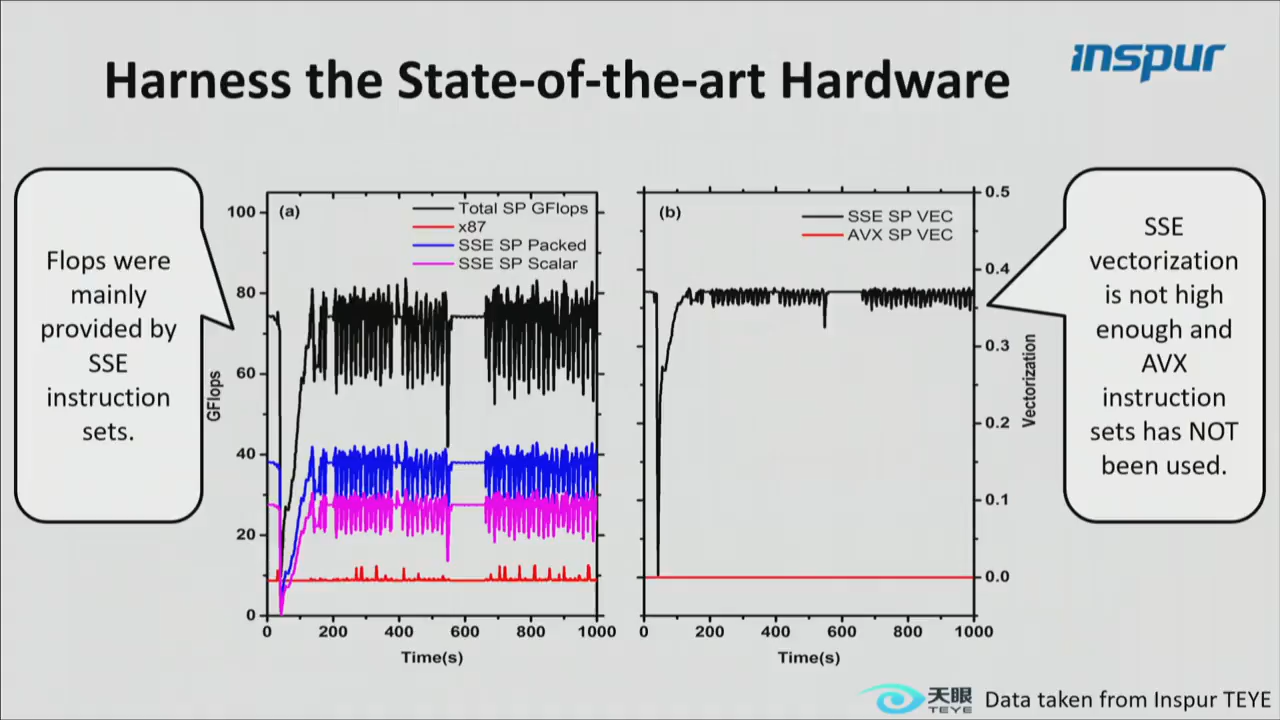 Harness the State-of-the-art Hardware
inspur
Flops were
mainly
provided by
SSE
instruction
sets.
(a)
Total SP GFlops
x87
SSE SP Packed
SSE SP Scalar
100
80
60
40
20
0
GFlops
0 200 400 600 800 1000
Time(s)
(b)
SSE SP VEC
AVX SP VEC
0.5
0.4
0.3
0.2
0.1
0.0
Vectorization
0 200 400 600 800 1000
Time(s)
SSE
vectorization
is not high
enough and
AVX
instruction
sets has NOT
been used.
天眼
TEYE
Data taken from Inspur TEYE